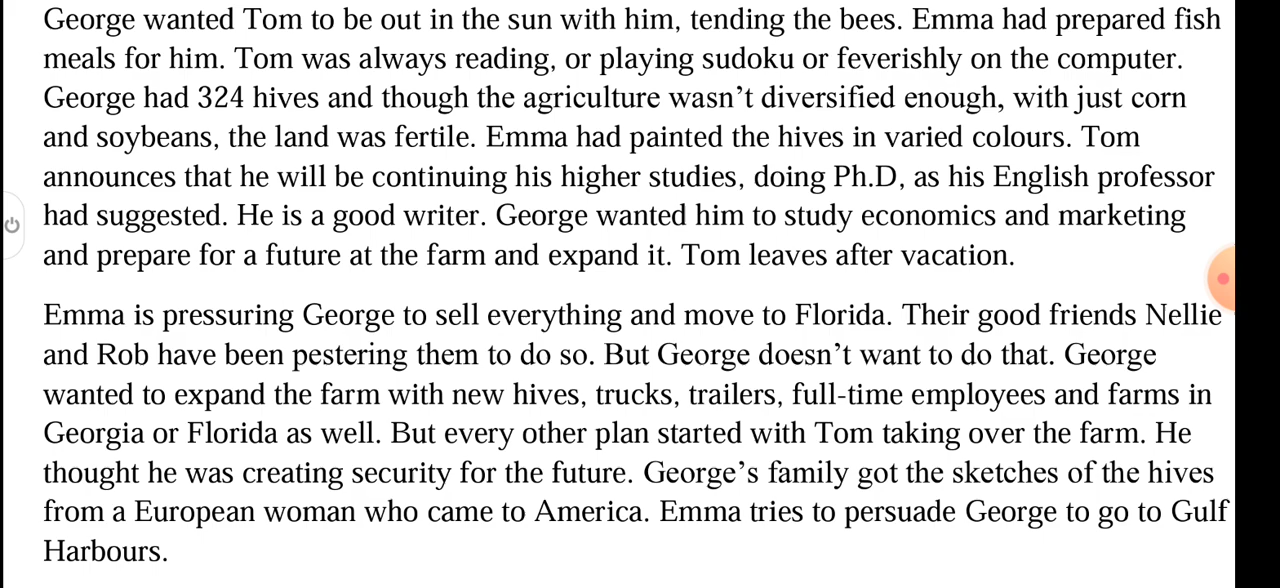 George wanted Tom to be out in the sun with him, tending the bees. Emma had prepared fish
meals for him. Tom was always reading, or playing sudoku or feverishly on the computer.
George had 324 hives and though the agriculture wasn’t diversified enough, with just corn
and soybeans, the land was fertile. Emma had painted the hives in varied colours. Tom
announces that he will be continuing his higher studies, doing Ph.D, as his English professor
had suggested. He is a good writer. George wanted him to study economics and marketing
and prepare for a future at the farm and expand it. Tom leaves after vacation.
Emma is pressuring George to sell everything and move to Florida. Their good friends Nellie
and Rob have been pestering them to do so. But George doesn’t want to do that. George
wanted to expand the farm with new hives, trucks, trailers, full-time employees and farms in
Georgia or Florida as well. But every other plan started with Tom taking over the farm. He
thought he was creating security for the future. George’s family got the sketches of the hives
from a European woman who came to America. Emma tries to persuade George to go to Gulf
Harbours.